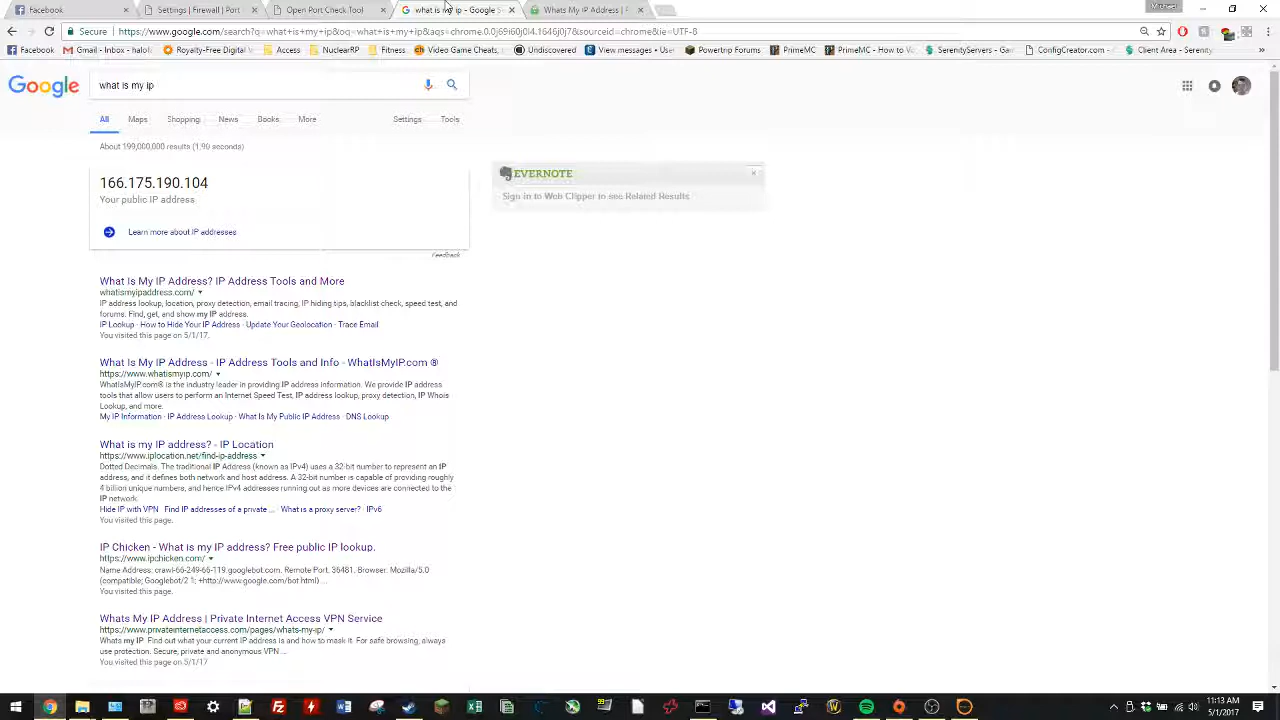 Facebook
Settings | Firewall | Port
Open Port Check Tool
what is my ip - Google Se
Whats My IP Address | P
Michael
Secure
https://www.google.com/search?q=what+is+my+ip&oq=what+is+my+ip&aqs=chrome.0.0j69i60j0l4.1646j0j7&sourceid=chrome&ie=UTF-8
Facebook
Gmail - Inbox - halofi
Royalty-Free Digital V
Access
NuclearRP
Finances etc.
Video Game Cheats,
Undelected
View messages - User
Powertrip Forums
PrimeMC
PrimeMC - How to Vo
SerenityServers - Gam
ConfigCreator.com -
Client Area - Serenity
Google
what is my ip
All
Maps
Shopping
News
Books
More
Settings
Tools
About 199,000,000 results (1.90 seconds)
166.175.190.104
Your public IP address
Learn more about IP addresses
Feedback
EVERNOTE
Sign in to Web Clipper to see Related Results
What Is My IP Address? IP Address Tools and More
whatismyipaddress.com/
IP address lookup, location, proxy detection, email tracing, IP hiding tips, blacklist check, speed test, and
forums. Find, get, and show my IP address.
IP Lookup · How to Hide Your IP Address · Update Your Geolocation · Trace Email
You visited this page on 5/1/17.
What Is My IP Address - IP Address Tools and Info - WhatIsMyIP.com ®
https://www.whatismyip.com/
WhatIsMyIP.com® is the industry leader in providing IP address information. We provide IP address
tools that allow users to perform an Internet Speed Test, IP address lookup, proxy detection, IP Whois
Lookup, and more.
My IP Information · IP Address Lookup · What Is My Public IP Address · DNS Lookup
What is my IP address? - IP Location
https://www.iplocation.net/find-ip-address
Dotted Decimals. The traditional IP Address (known as IPv4) uses a 32-bit number to represent an IP
address, and it defines both network and host address. A 32-bit number is capable of providing roughly
4 billion unique numbers, and hence IPv4 addresses running out as more devices are connected to the
IP network.
Hide IP with VPN · Find IP addresses of a private ... · What is a proxy server? · IPv6
You visited this page.
IP Chicken - What is my IP address? Free public IP lookup.
https://www.ipchicken.com/
Name Address: crawl-66-249-66-119.googlebot.com. Remote Port. 36481. Browser: Mozilla/5.0
(compatible; Googlebot/2.1; +http://www.google.com/bot.html) ...
You visited this page.
Whats My IP Address | Private Internet Access VPN Service
https://www.privateinternetaccess.com/pages/whats-my-ip/
Whats my IP. Find out what your current IP address is and how to mask it. For safe browsing, always
use protection. Secure, private and anonymous VPN ...
You visited this page on 5/1/17
11:13 AM
5/1/2017